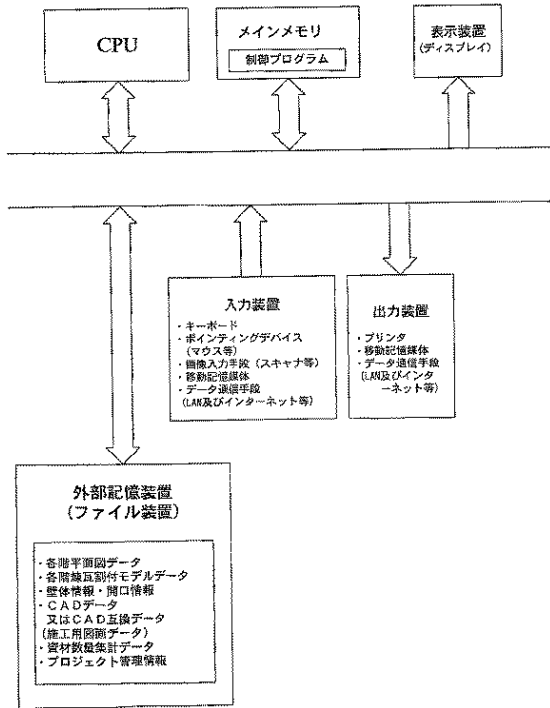 CPU
メインメモリ
制御プログラム
表示装置
(ディスプレイ)
入力装置
・キーボード
・ポインティングデバイス
(マウス等)
・画像入力手段(スキャナ等)
・移動記憶媒体
・データ通信手段
(LAN及びインターネット等)
出力装置
・プリンタ
・移動記憶媒体
・データ通信手段
(LAN及びインタ
ーネット等)
外部記憶装置
(ファイル装置)
・各階平面図データ
・各階煉瓦割付モデルデータ
・壁体情報・開口情報
・CADデータ
又はCAD互換データ
(施工用図面データ)
・資材数量集計データ
・プロジェクト管理情報